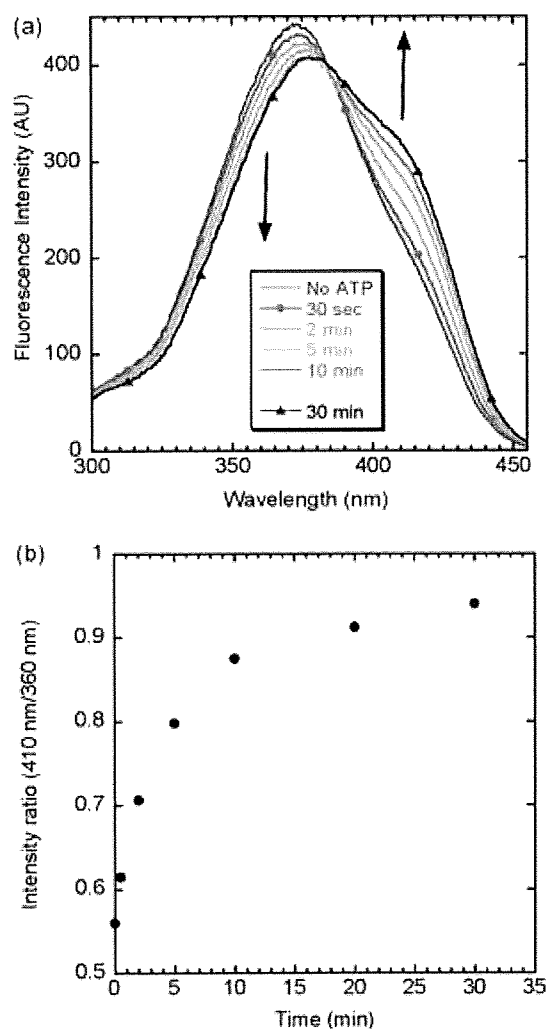 (a)
400
300
200
100
0
Fluorescence Intensity (AU)
No ATP
30 sec
2 min
5 min
10 min
30 min
300 350 400 450
Wavelength (nm)
(b)
1
0.9
0.8
0.7
0.6
0.5
Intensity ratio (410 nm/360 nm)
0 5 10 15 20 25 30 35
Time (min)